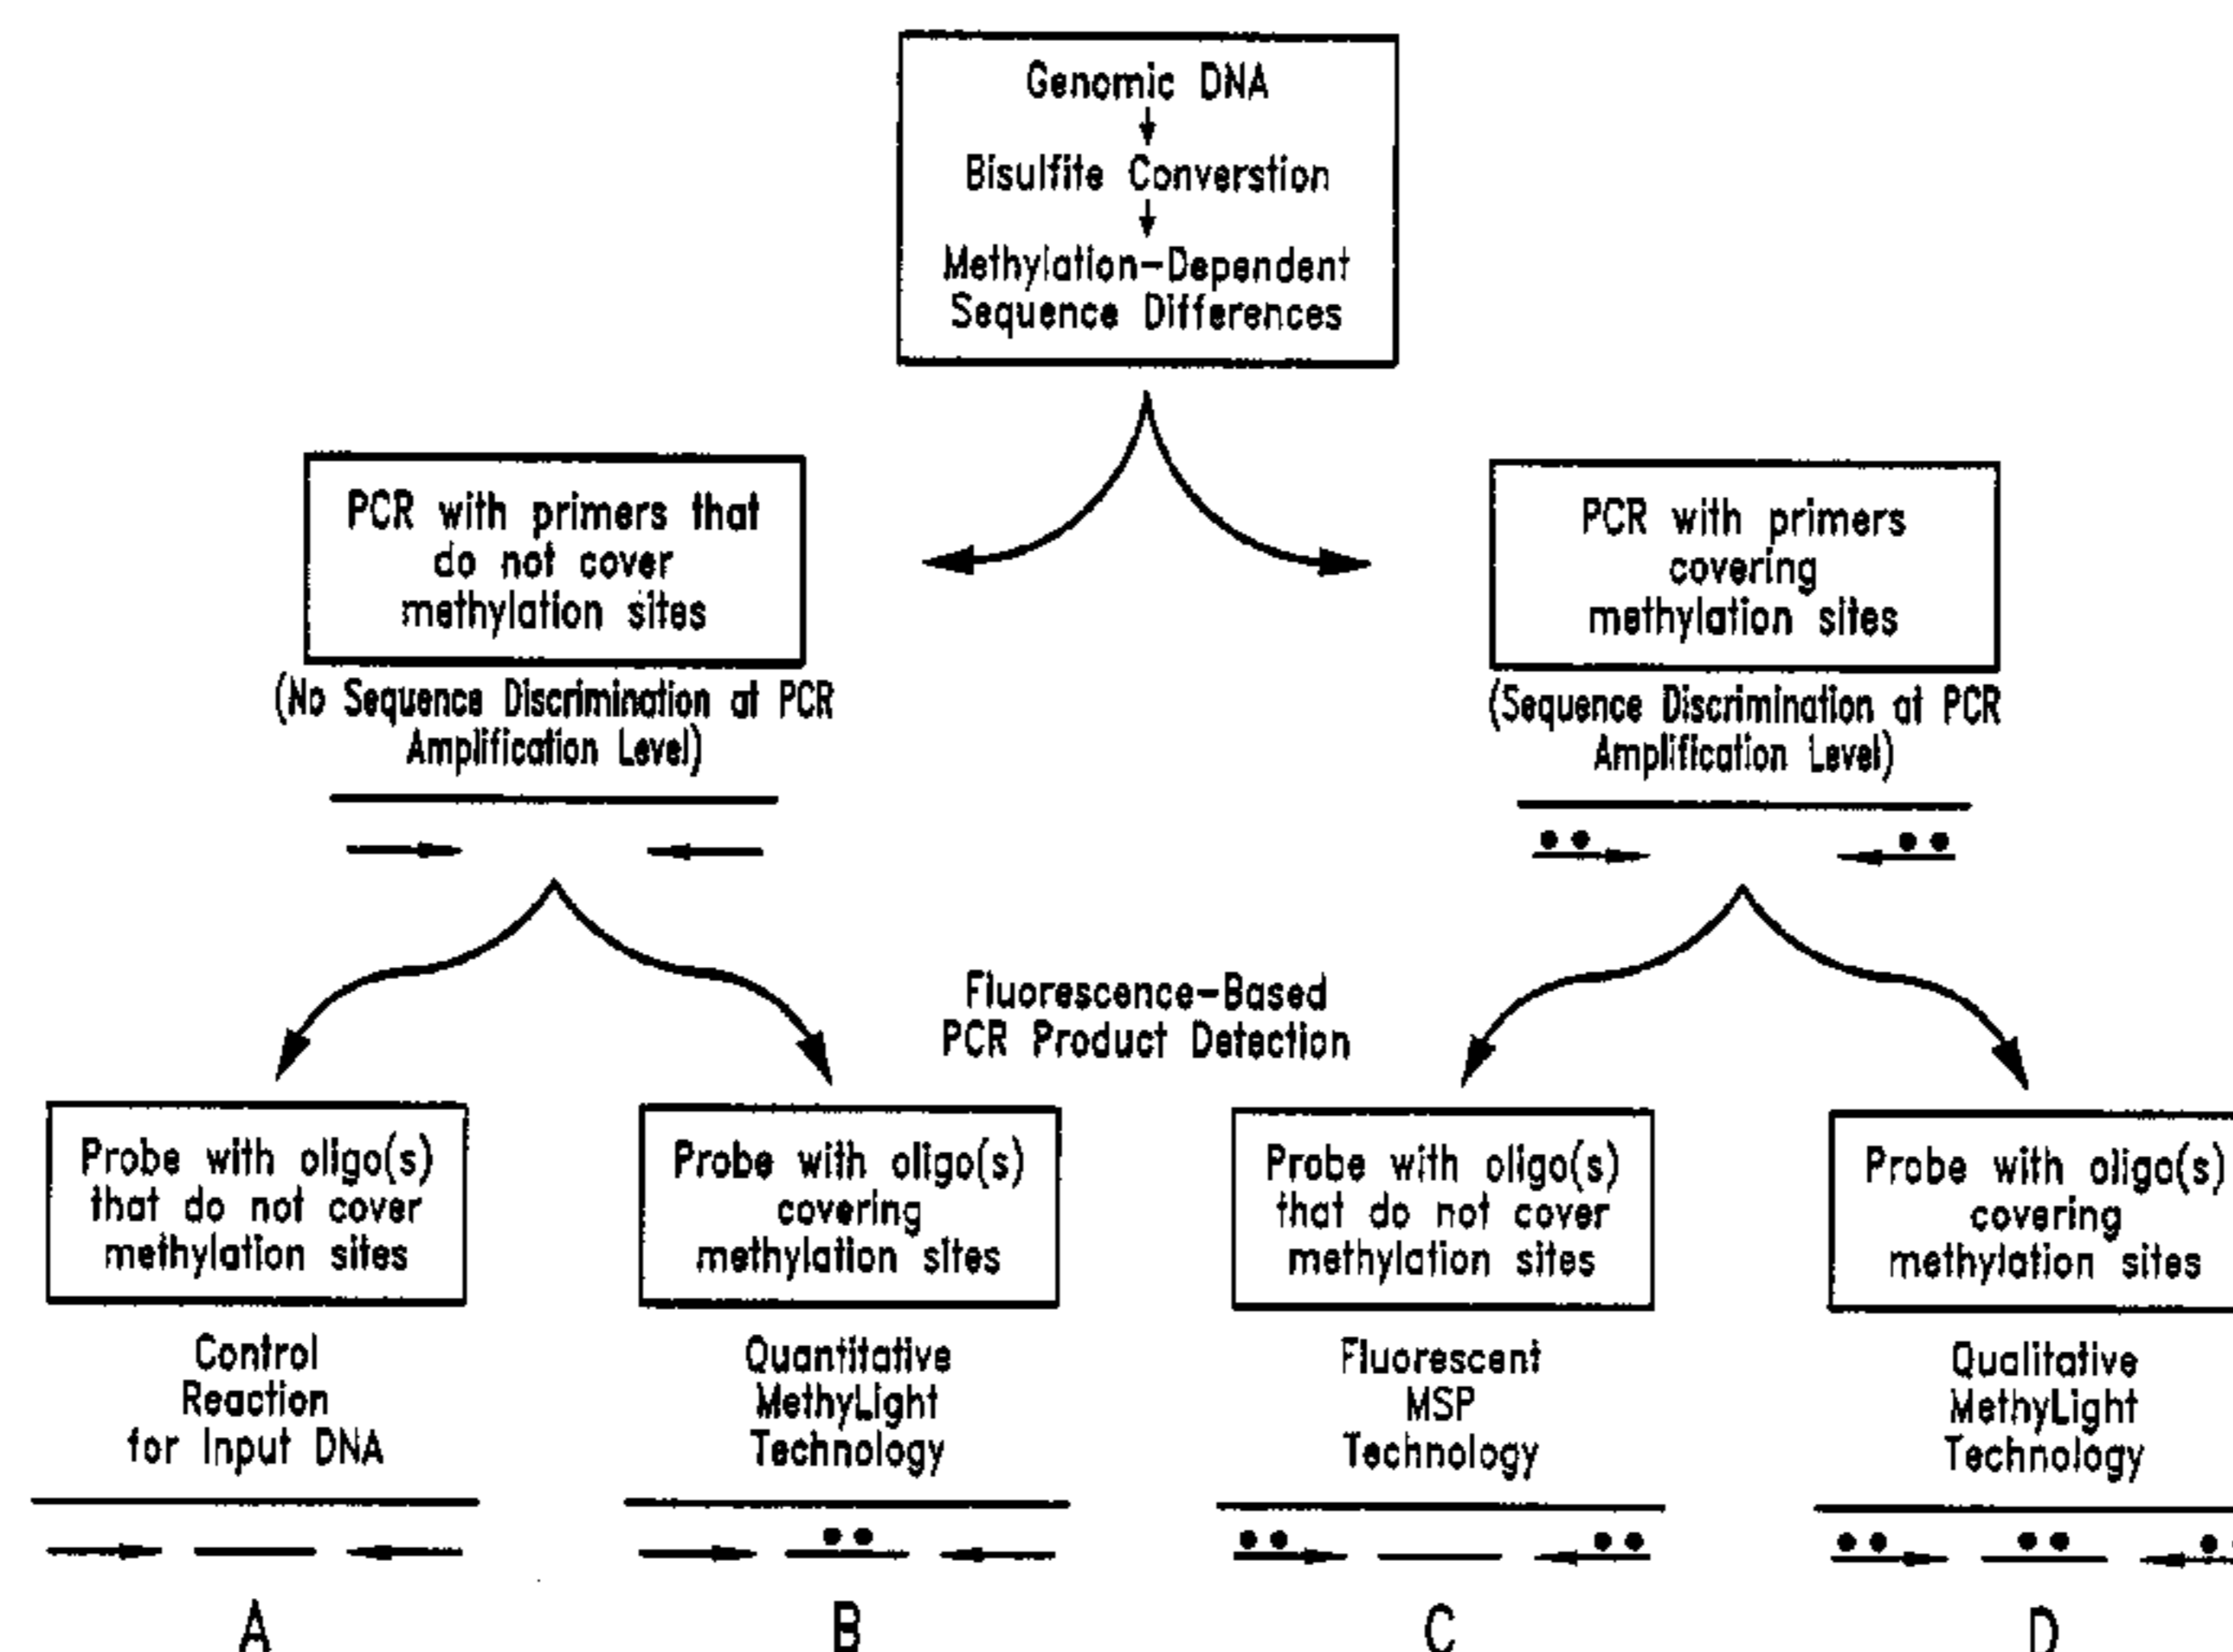 Genomic DNA
Bisulfite Converstion
Methylation-Dependent
Sequence Differences
PCR with primers that
do not cover
methylation sites
(No Sequence Discrimination at PCR
Amplification Level)
PCR with primers
covering
methylation sites
(Sequence Discrimination at PCR
Amplification Level)
Fluorescence-Based
PCR Product Detection
Probe with oligo(s)
that do not cover
methylation sites
Control
Reaction
for Input DNA
A
Probe with oligo(s)
covering
methylation sites
Quantitative
MethyLight
Technology
B
Probe with oligo(s)
that do not cover
methylation sites
Fluorescent
MSP
Technology
C
Probe with oligo(s)
covering
methylation sites
Qualitative
MethyLight
Technology
D